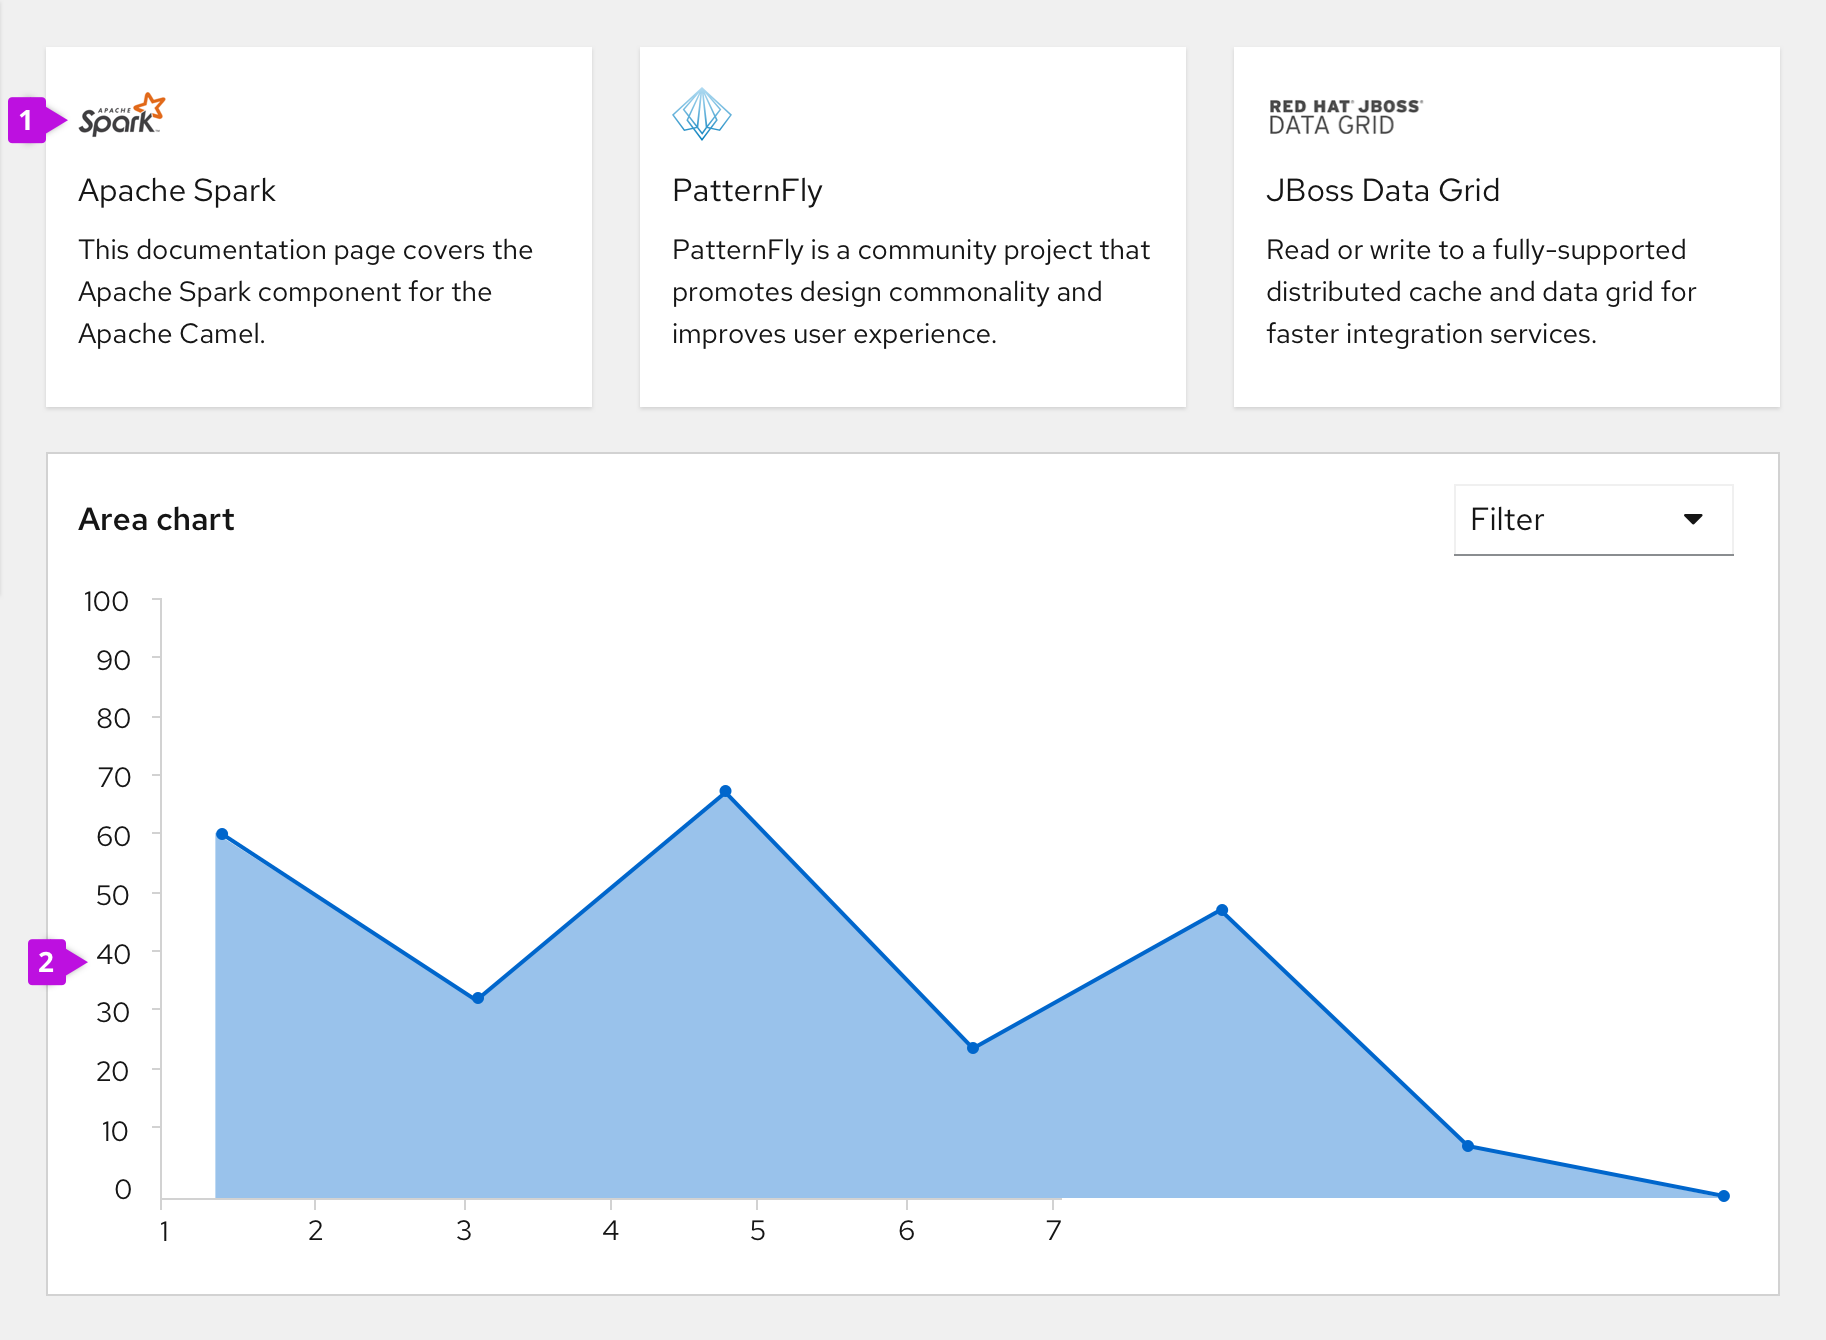 1
APACHE
Spark™
Apache Spark
This documentation page covers the
Apache Spark component for the
Apache Camel.
PatternFly
PatternFly is a community project that
promotes design commonality and
improves user experience.
RED HAT® JBOSS®
DATA GRID
JBoss Data Grid
Read or write to a fully-supported
distributed cache and data grid for
faster integration services.
Area chart
Filter
100
90
80
70
60
50
2
40
30
20
10
0
1 2 3 4 5 6 7